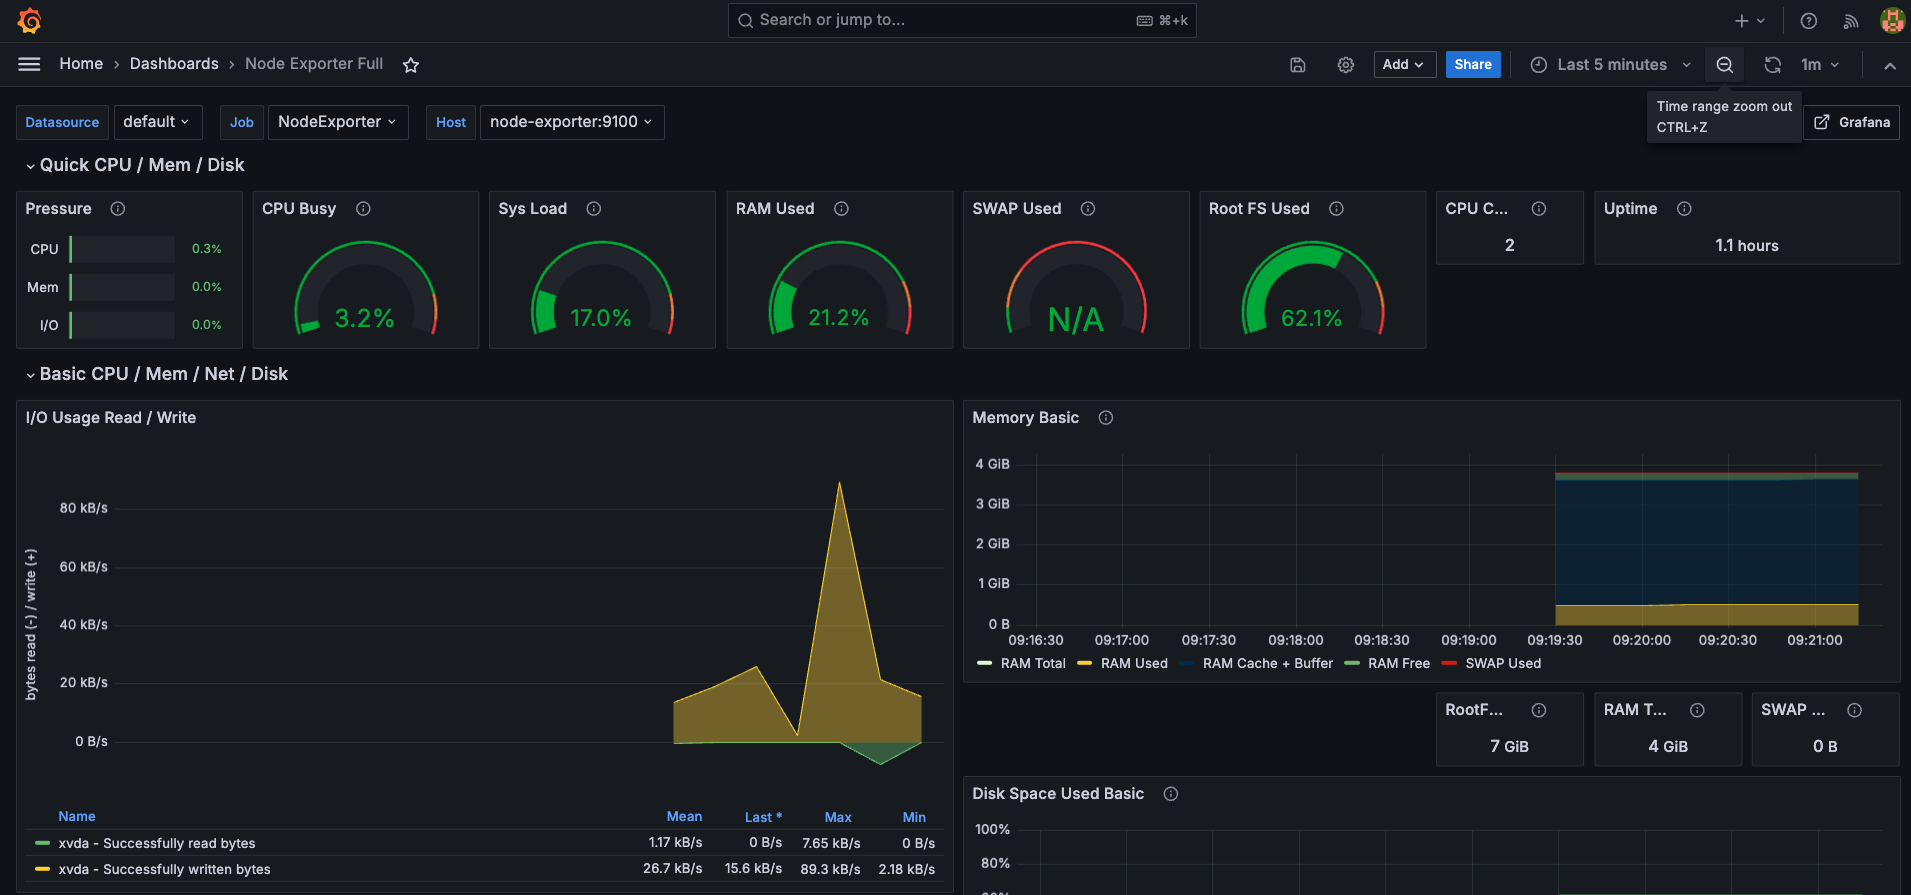 Search or jump to... ⌘+k
Home › Dashboards › Node Exporter Full
Add
Share
Last 5 minutes
1m
Time range zoom out
CTRL+Z
Datasource default Job NodeExporter Host node-exporter:9100
Grafana
Quick CPU / Mem / Disk
Pressure
CPU 0.3%
Mem 0.0%
I/O 0.0%
CPU Busy
3.2%
Sys Load
17.0%
RAM Used
21.2%
SWAP Used
N/A
Root FS Used
62.1%
CPU C...
2
Uptime
1.1 hours
Basic CPU / Mem / Net / Disk
I/O Usage Read / Write
bytes read (-) / write (+)
80 kB/s
60 kB/s
40 kB/s
20 kB/s
0 B/s
Name Mean Last * Max Min
xvda - Successfully read bytes 1.17 kB/s 0 B/s 7.65 kB/s 0 B/s
xvda - Successfully written bytes 26.7 kB/s 15.6 kB/s 89.3 kB/s 2.18 kB/s
Memory Basic
4 GiB
3 GiB
2 GiB
1 GiB
0 B
09:16:30 09:17:00 09:17:30 09:18:00 09:18:30 09:19:00 09:19:30 09:20:00 09:20:30 09:21:00
RAM Total RAM Used RAM Cache + Buffer RAM Free SWAP Used
RootF...
7 GiB
RAM T...
4 GiB
SWAP ...
0 B
Disk Space Used Basic
100%
80%